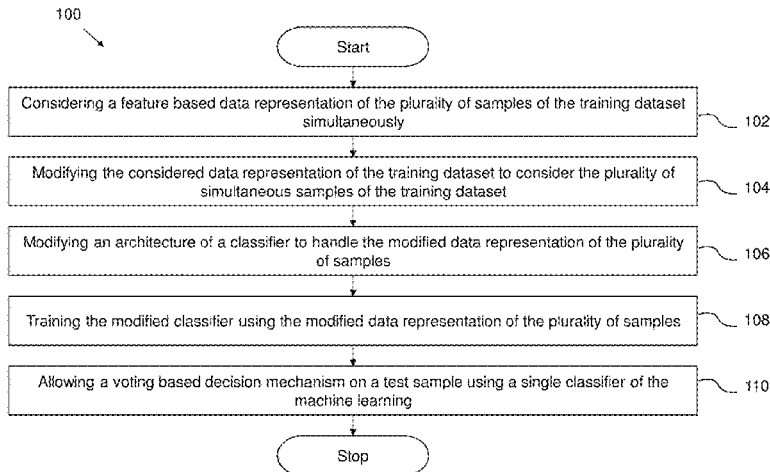 100
Start
Considering a feature based data representation of the plurality of samples of the training dataset
simultaneously
102
Modifying the considered data representation of the training dataset to consider the plurality of
simultaneous samples of the training dataset
104
Modifying an architecture of a classifier to handle the modified data representation of the plurality
of samples
106
Training the modified classifier using the modified data representation of the plurality of samples
108
Allowing a voting based decision mechanism on a test sample using a single classifier of the
machine learning
110
Stop